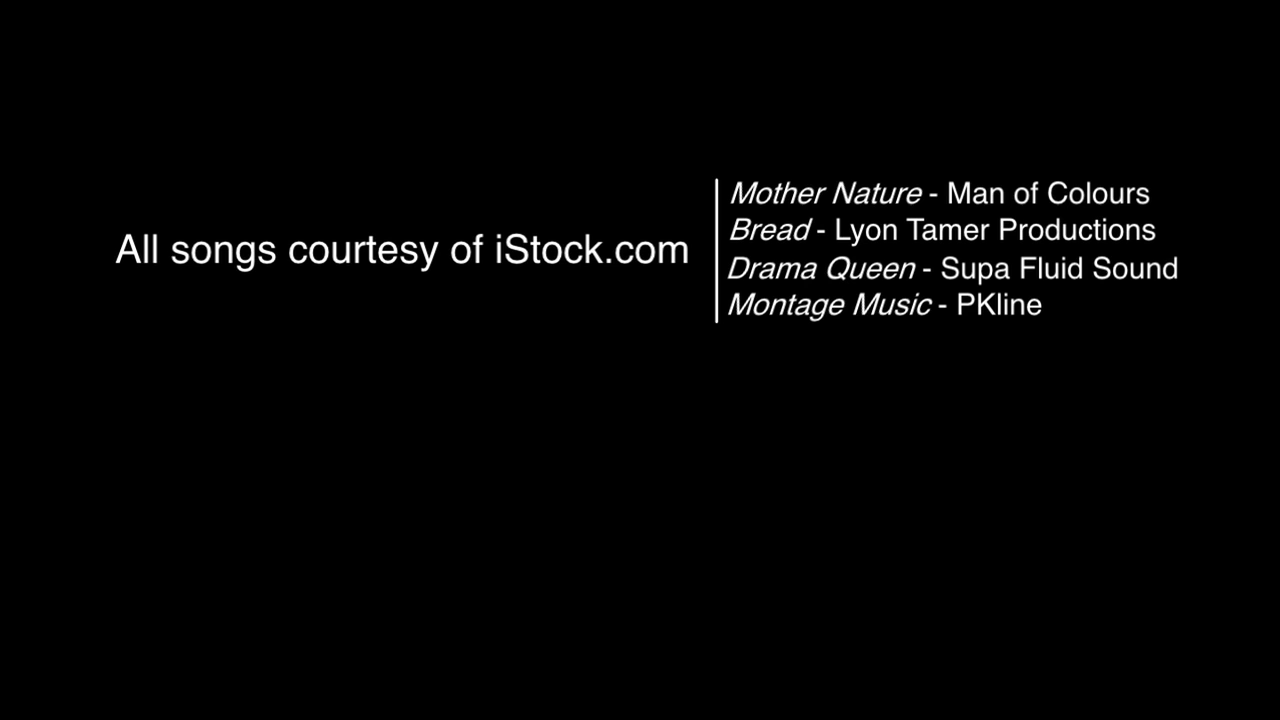 All songs courtesy of iStock.com
Mother Nature - Man of Colours
Bread - Lyon Tamer Productions
Drama Queen - Supa Fluid Sound
Montage Music - PKline